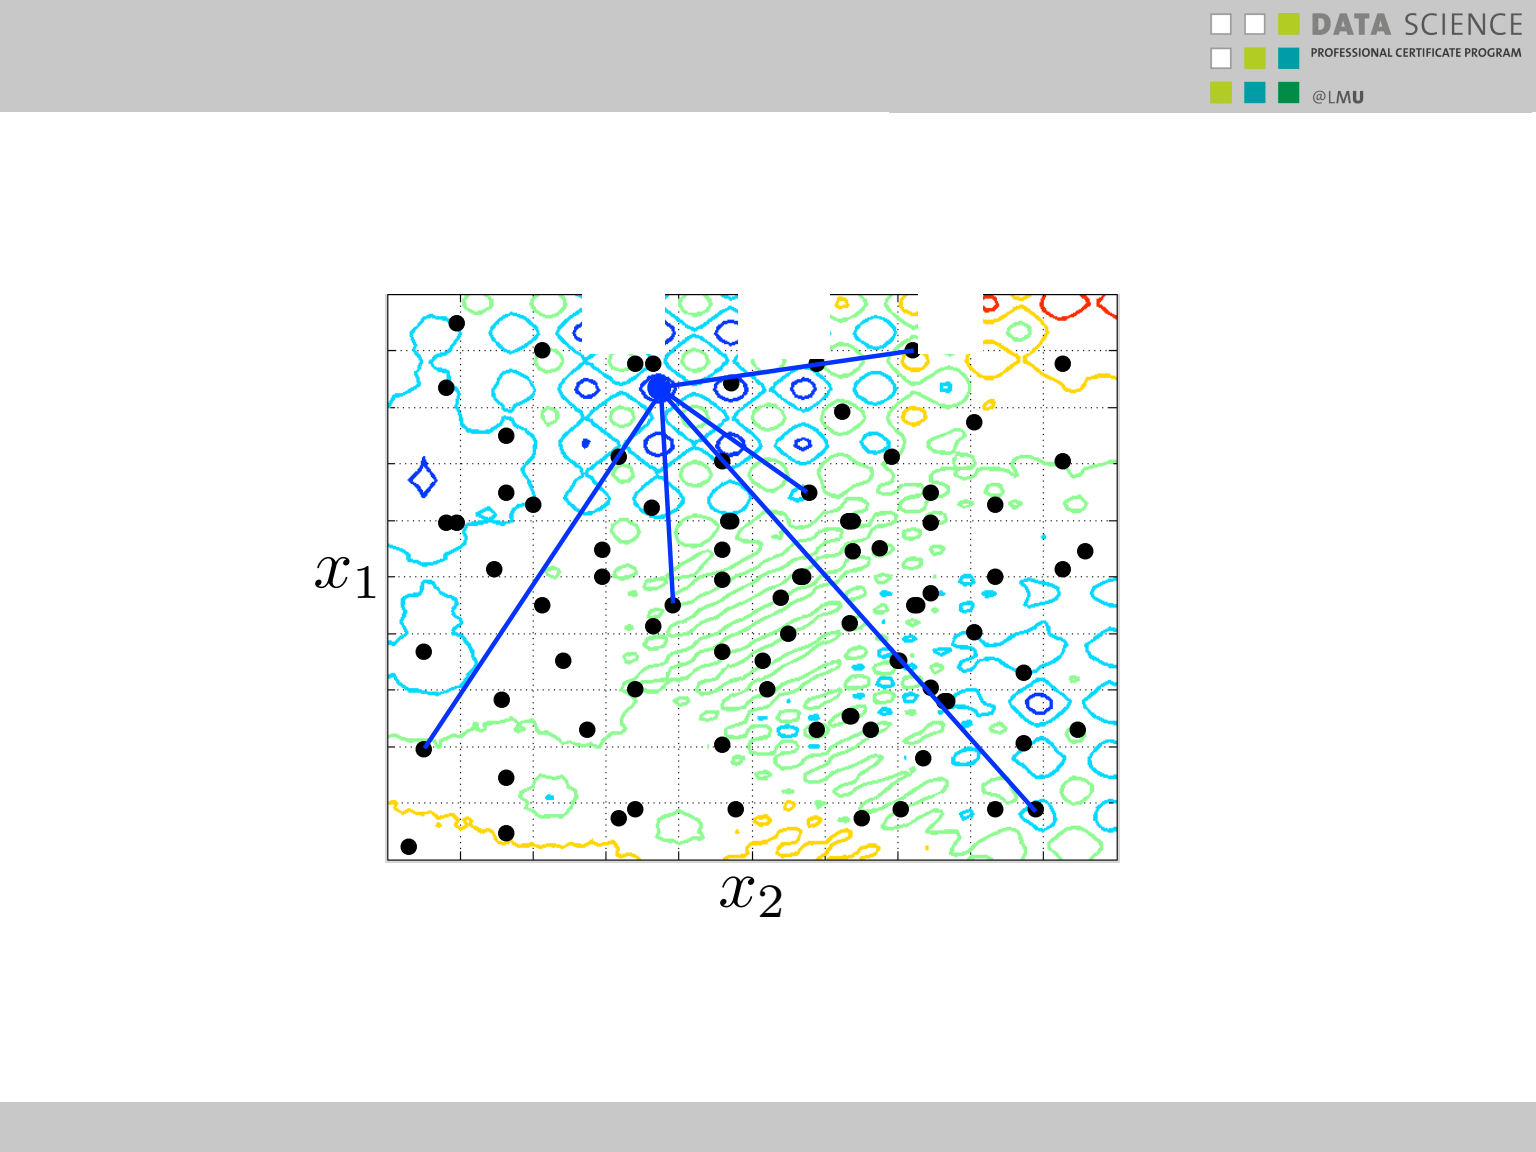 DATA SCIENCE
PROFESSIONAL CERTIFICATE PROGRAM
@LMU
x₁
x₂